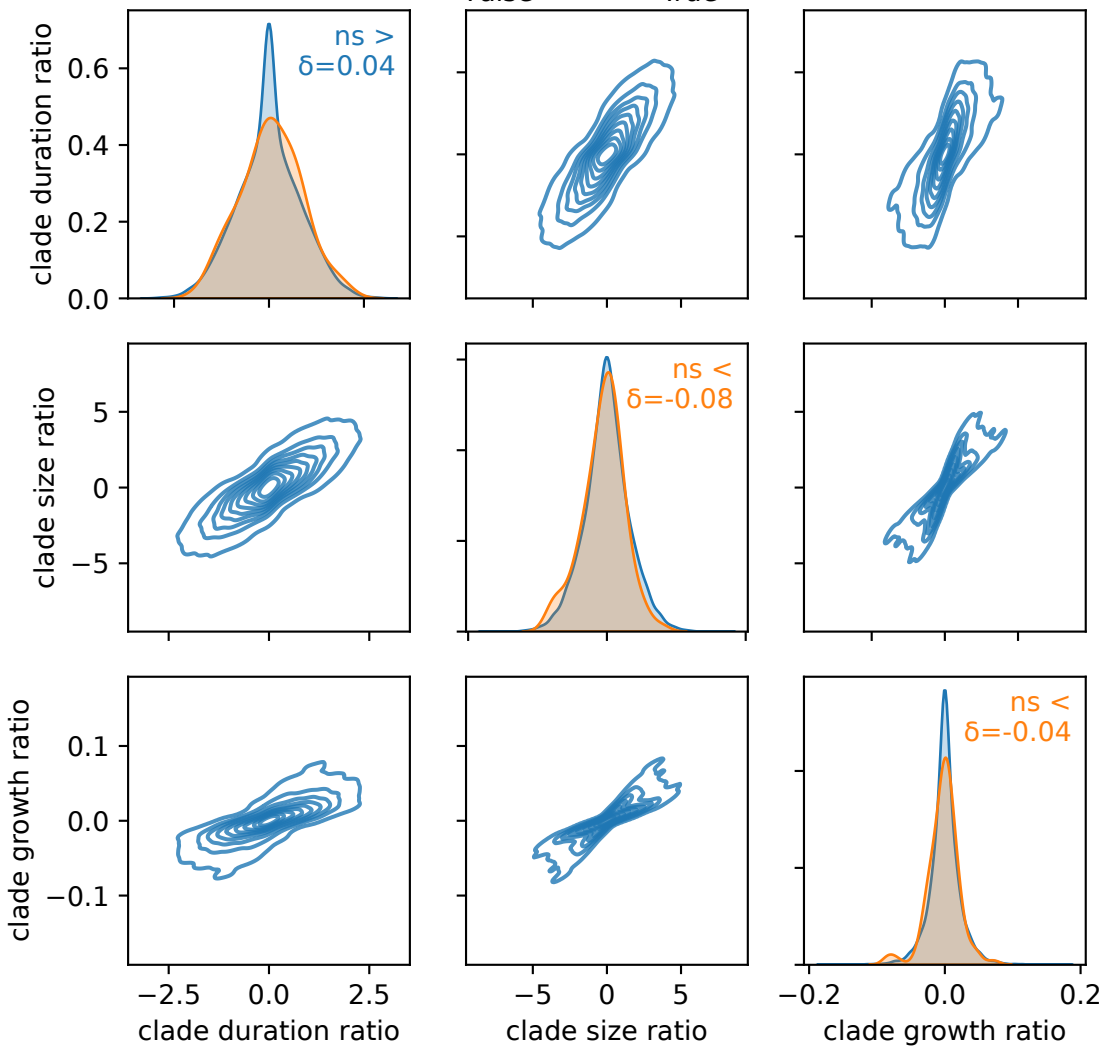 clade duration ratio
0.6
0.4
0.2
0.0
ns >
δ=0.04
clade size ratio
5
0
−5
ns <
δ=-0.08
clade growth ratio
0.1
0.0
−0.1
ns <
δ=-0.04
−2.5 0.0 2.5
−5 0 5
−0.2 0.0 0.2
clade duration ratio
clade size ratio
clade growth ratio